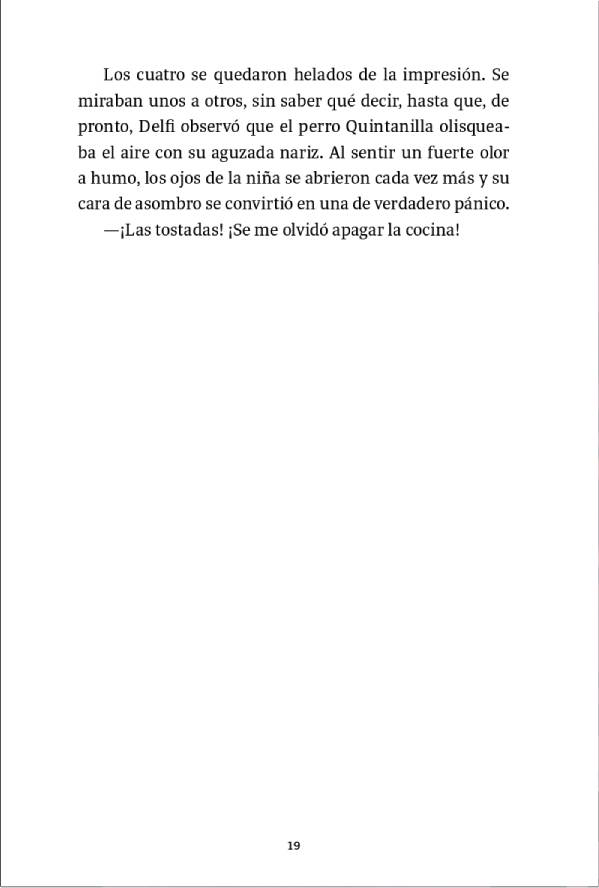 Los cuatro se quedaron helados de la impresión. Se
miraban unos a otros, sin saber qué decir, hasta que, de
pronto, Delfi observó que el perro Quintanilla olisquea-
ba el aire con su aguzada nariz. Al sentir un fuerte olor
a humo, los ojos de la niña se abrieron cada vez más y su
cara de asombro se convirtió en una de verdadero pánico.
—¡Las tostadas! ¡Se me olvidó apagar la cocina!
19